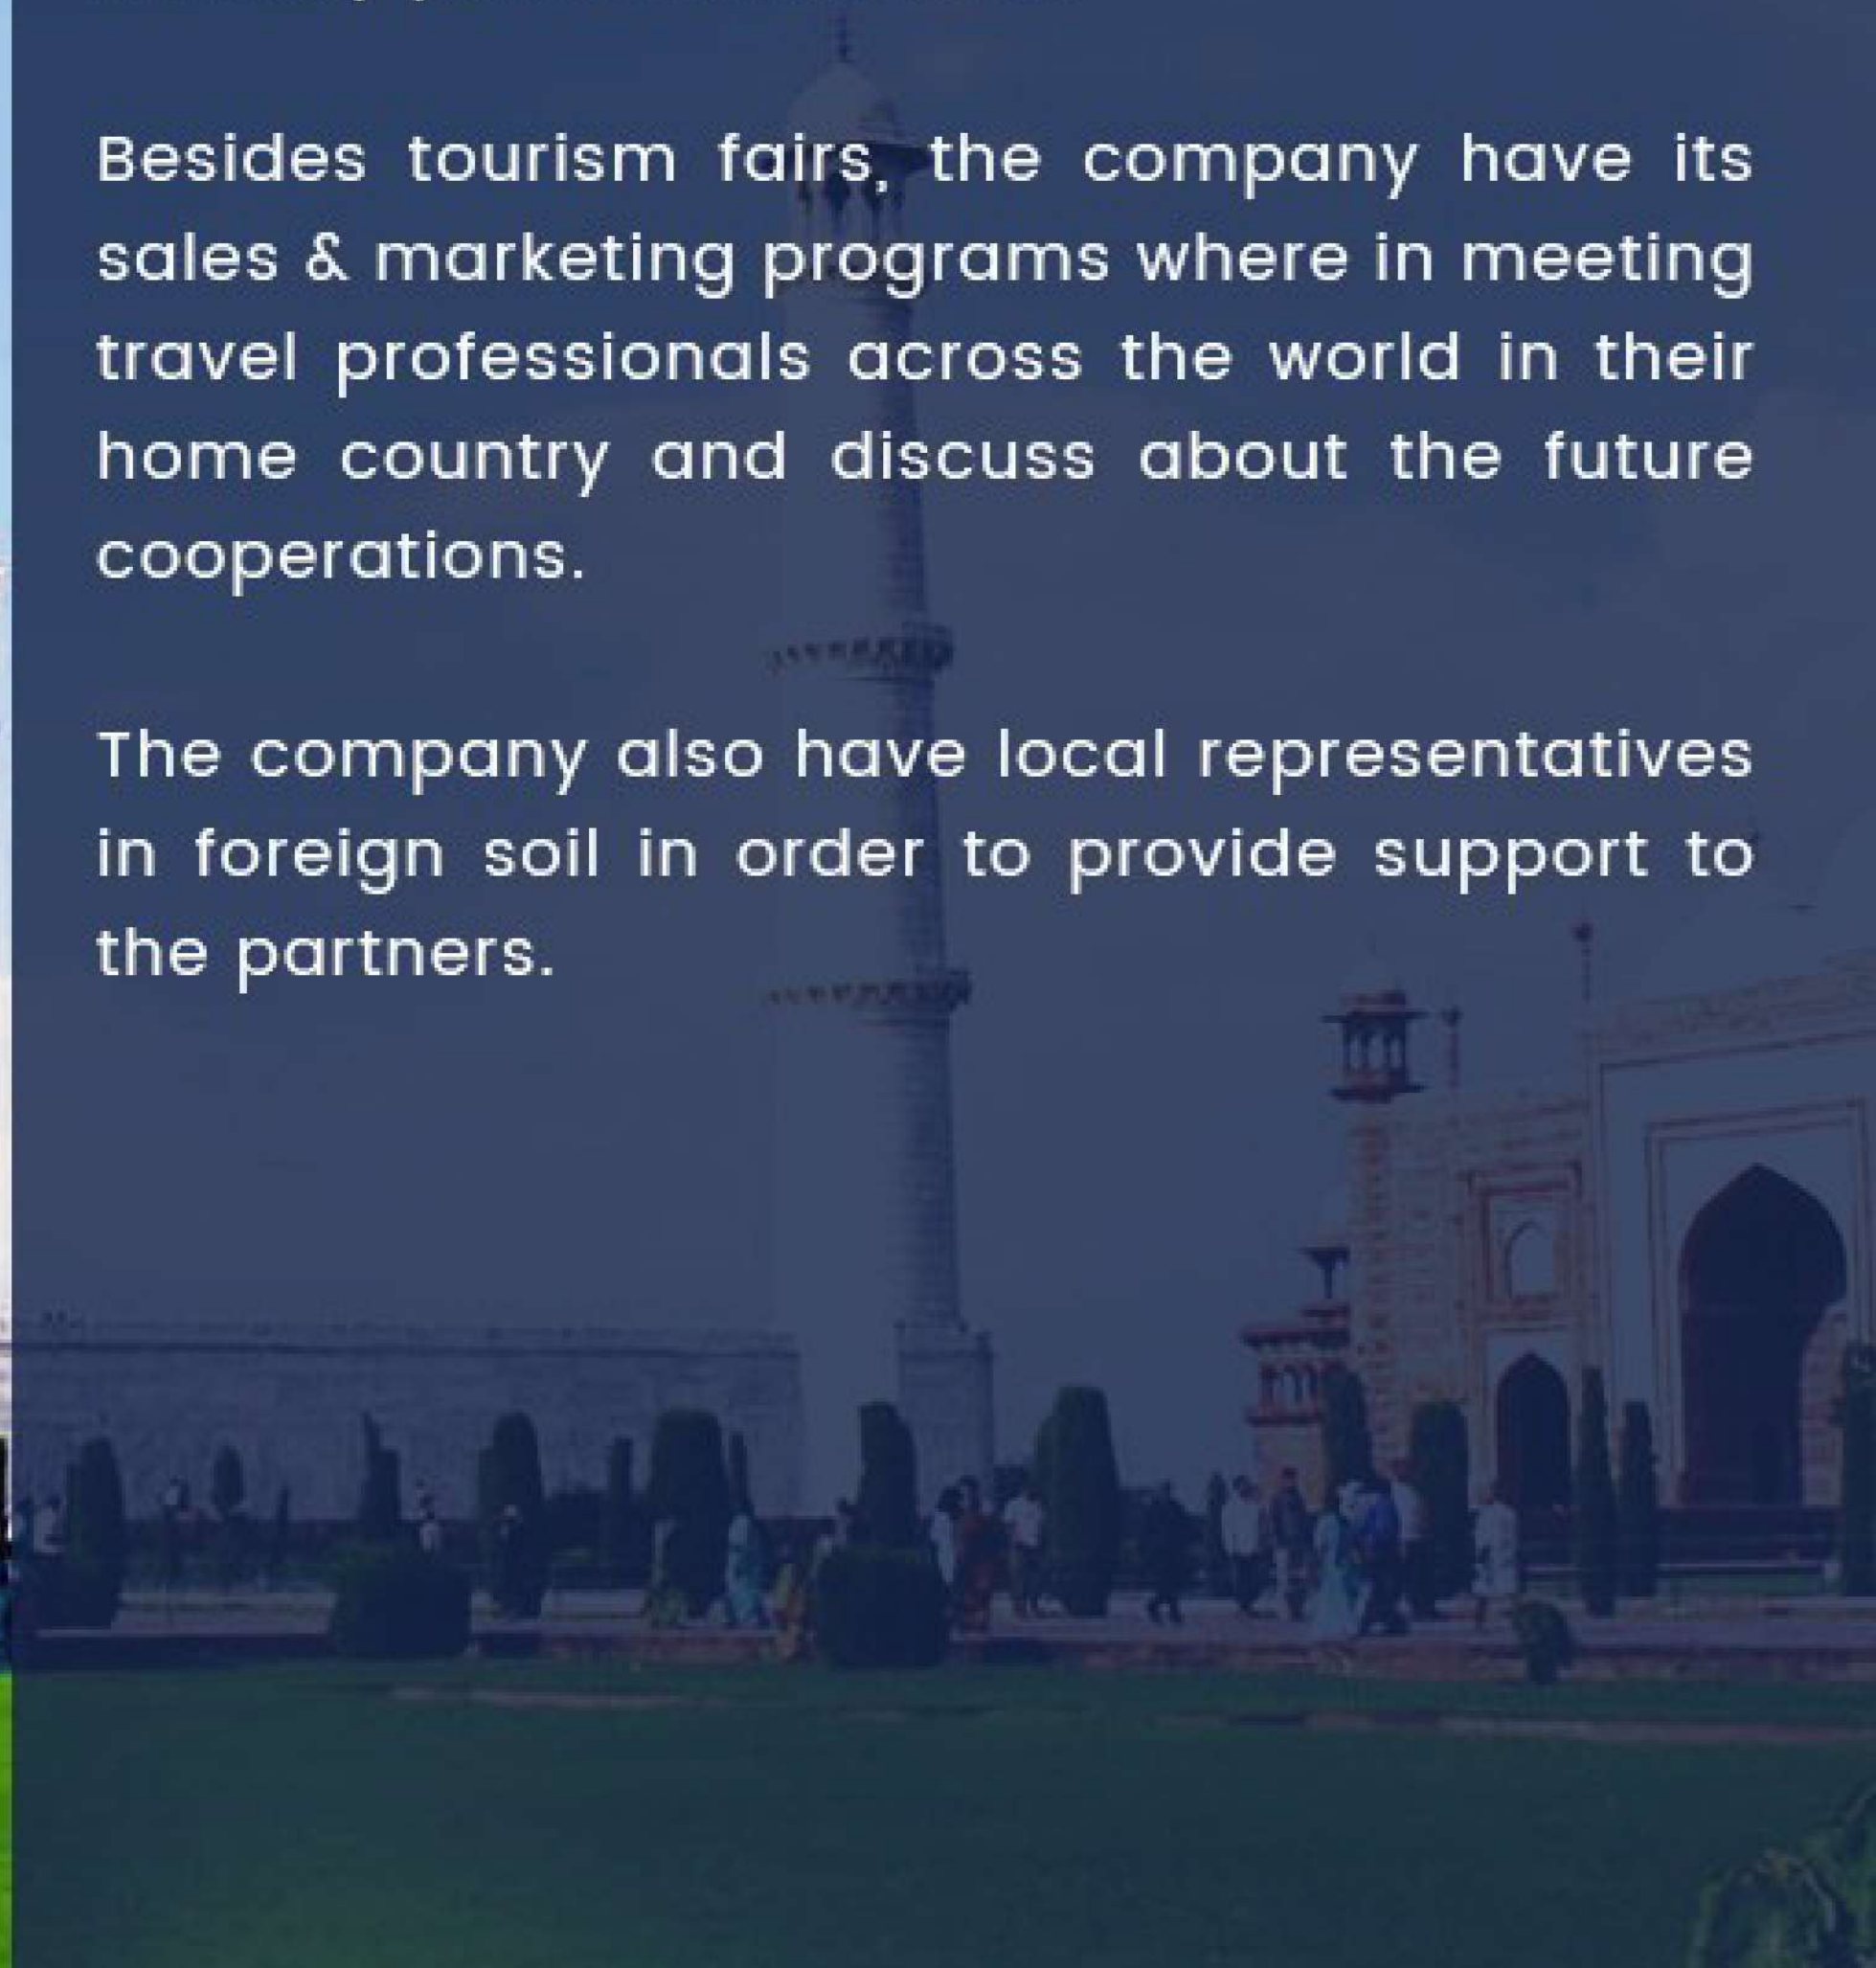 Besides tourism fairs, the company have its
sales & marketing programs where in meeting
travel professionals across the world in their
home country and discuss about the future
cooperations.
The company also have local representatives
in foreign soil in order to provide support to
the partners.